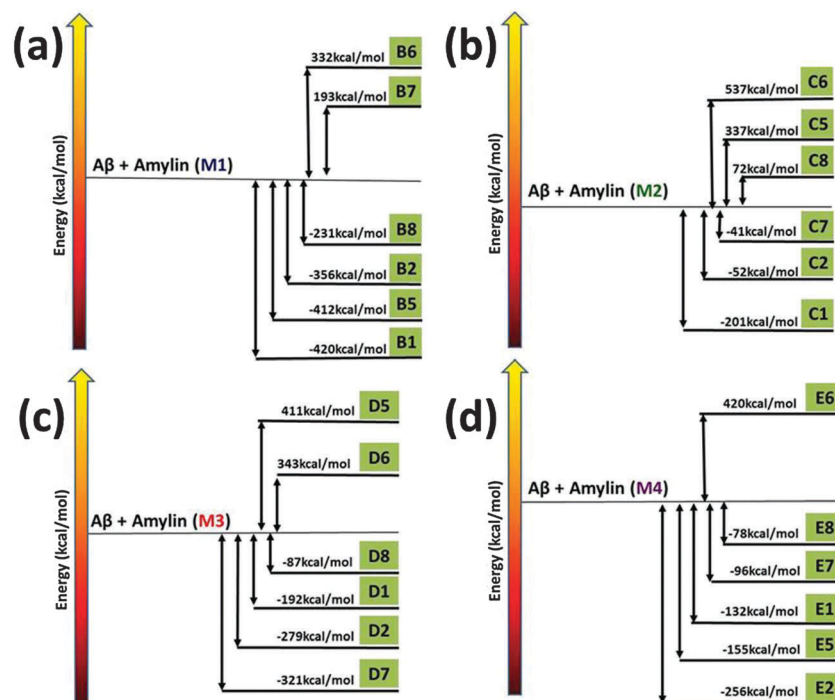 (a)
Energy (kcal/mol)
332kcal/mol B6
193kcal/mol B7
Aβ + Amylin (M1)
-231kcal/mol B8
-356kcal/mol B2
-412kcal/mol B5
-420kcal/mol B1
(b)
Energy (kcal/mol)
537kcal/mol C6
337kcal/mol C5
72kcal/mol C8
Aβ + Amylin (M2)
-41kcal/mol C7
-52kcal/mol C2
-201kcal/mol C1
(c)
Energy (kcal/mol)
411kcal/mol D5
343kcal/mol D6
Aβ + Amylin (M3)
-87kcal/mol D8
-192kcal/mol D1
-279kcal/mol D2
-321kcal/mol D7
(d)
Energy (kcal/mol)
420kcal/mol E6
Aβ + Amylin (M4)
-78kcal/mol E8
-96kcal/mol E7
-132kcal/mol E1
-155kcal/mol E5
-256kcal/mol E2